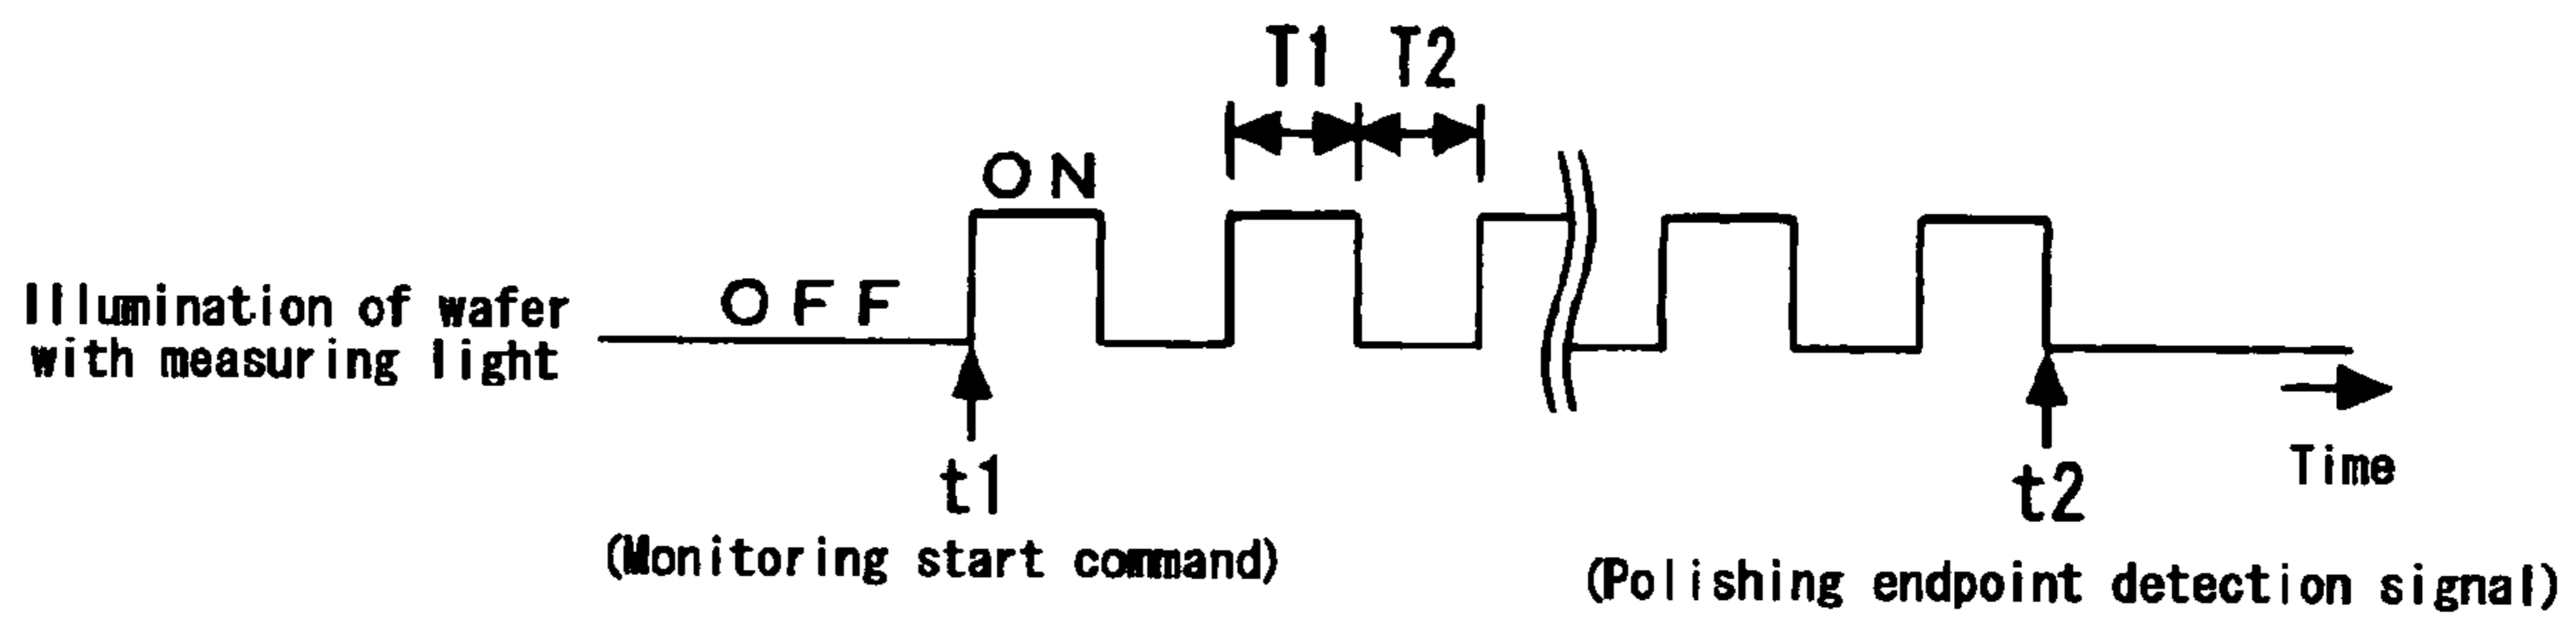 T1 T2
ON
OFF
Illumination of wafer
with measuring light
t1
(Monitoring start command)
t2
(Polishing endpoint detection signal)
Time